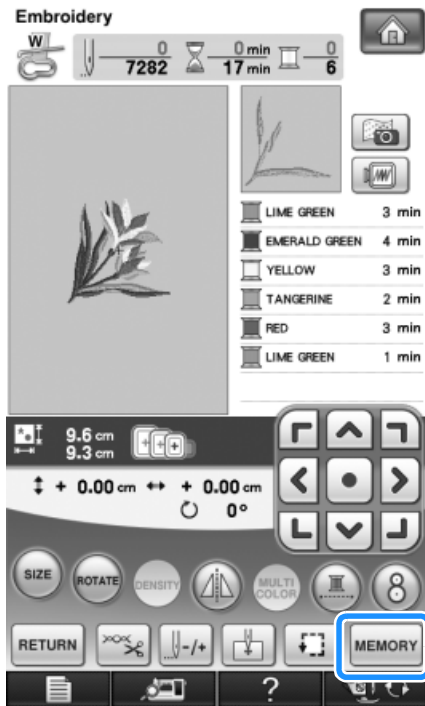 Embroidery
W
0 0 min 0
7282 17 min 6
LIME GREEN 3 min
EMERALD GREEN 4 min
YELLOW 3 min
TANGERINE 2 min
RED 3 min
LIME GREEN 1 min
9.6 cm
9.3 cm
+ 0.00 cm + 0.00 cm
0°
SIZE ROTATE DENSITY MULTI COLOR 8
RETURN -/+ MEMORY
?